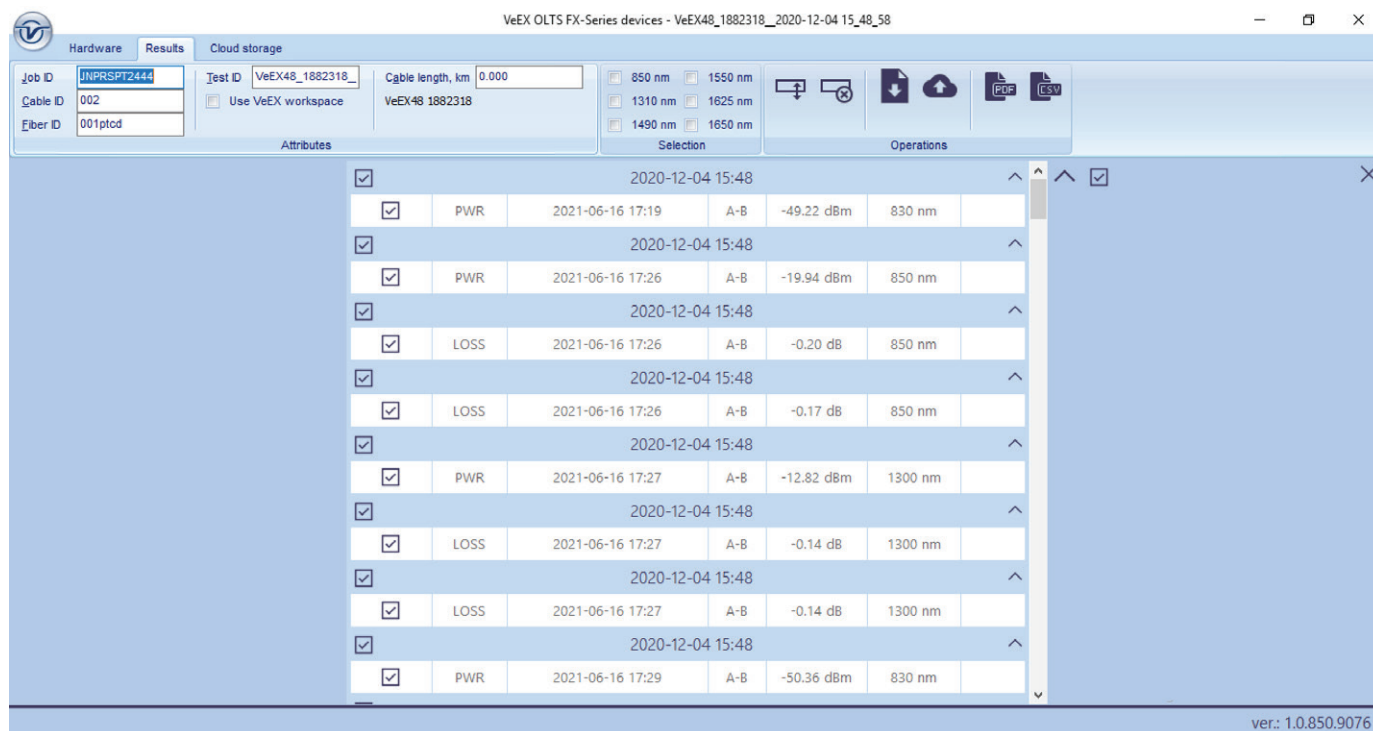 VeEX OLTS FX-Series devices - VeEX48_1882318__2020-12-04 15_48_58
Hardware Results Cloud storage
Job ID JNPRSPT2444 Test ID VeEX48_1882318_ Cable length, km 0.000 850 nm 1550 nm
Cable ID 002 Use VeEX workspace VeEX48 1882318 1310 nm 1625 nm PDF CSV
Fiber ID 001ptcd 1490 nm 1650 nm
Attributes Selection Operations
2020-12-04 15:48
PWR 2021-06-16 17:19 A-B -49.22 dBm 830 nm
2020-12-04 15:48
PWR 2021-06-16 17:26 A-B -19.94 dBm 850 nm
2020-12-04 15:48
LOSS 2021-06-16 17:26 A-B -0.20 dB 850 nm
2020-12-04 15:48
LOSS 2021-06-16 17:26 A-B -0.17 dB 850 nm
2020-12-04 15:48
PWR 2021-06-16 17:27 A-B -12.82 dBm 1300 nm
2020-12-04 15:48
LOSS 2021-06-16 17:27 A-B -0.14 dB 1300 nm
2020-12-04 15:48
LOSS 2021-06-16 17:27 A-B -0.14 dB 1300 nm
2020-12-04 15:48
PWR 2021-06-16 17:29 A-B -50.36 dBm 830 nm
ver.: 1.0.850.9076